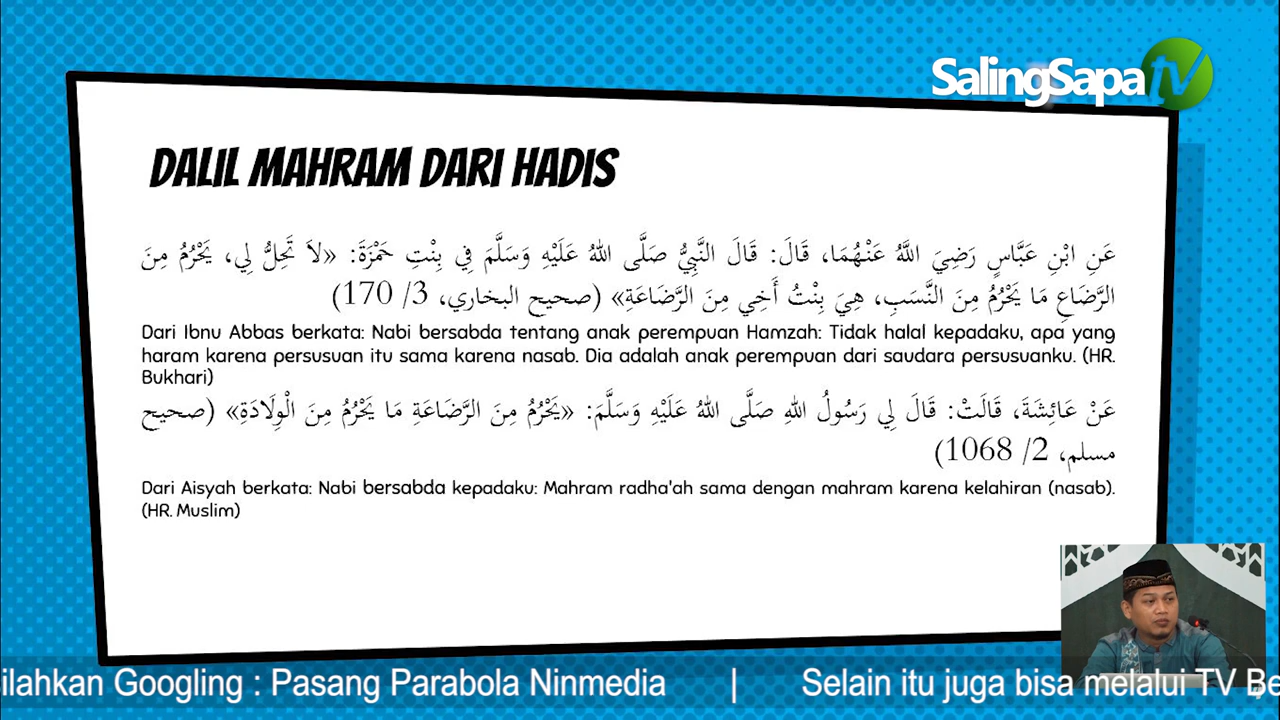 SalingSapa TV
DALIL MAHRAM DARI HADIS
عَنِ ابْنِ عَبَّاسٍ رَضِيَ اللَّهُ عَنْهُمَا، قَالَ: قَالَ النَّبِيُّ صَلَّى اللهُ عَلَيْهِ وَسَلَّمَ فِي بِنْتِ حَمْزَةَ: «لاَ تَحِلُّ لِي، يَحْرُمُ مِنَ
الرَّضَاعِ مَا يَحْرُمُ مِنَ النَّسَبِ، هِيَ بِنْتُ أَخِي مِنَ الرَّضَاعَةِ» (صحيح البخاري، 3/ 170)
Dari Ibnu Abbas berkata: Nabi bersabda tentang anak perempuan Hamzah: Tidak halal kepadaku, apa yang
haram karena persusuan itu sama karena nasab. Dia adalah anak perempuan dari saudara persusuanku. (HR.
Bukhari)
عَنْ عَائِشَةَ، قَالَتْ: قَالَ لِي رَسُولُ اللهِ صَلَّى اللهُ عَلَيْهِ وَسَلَّمَ: «يَحْرُمُ مِنَ الرَّضَاعَةِ مَا يَحْرُمُ مِنَ الْوِلَادَةِ» (صحيح
مسلم، 2/ 1068)
Dari Aisyah berkata: Nabi bersabda kepadaku: Mahram radha'ah sama dengan mahram karena kelahiran (nasab).
(HR. Muslim)
ilahkan Googling : Pasang Parabola Ninmedia | Selain itu juga bisa melalui TV Be